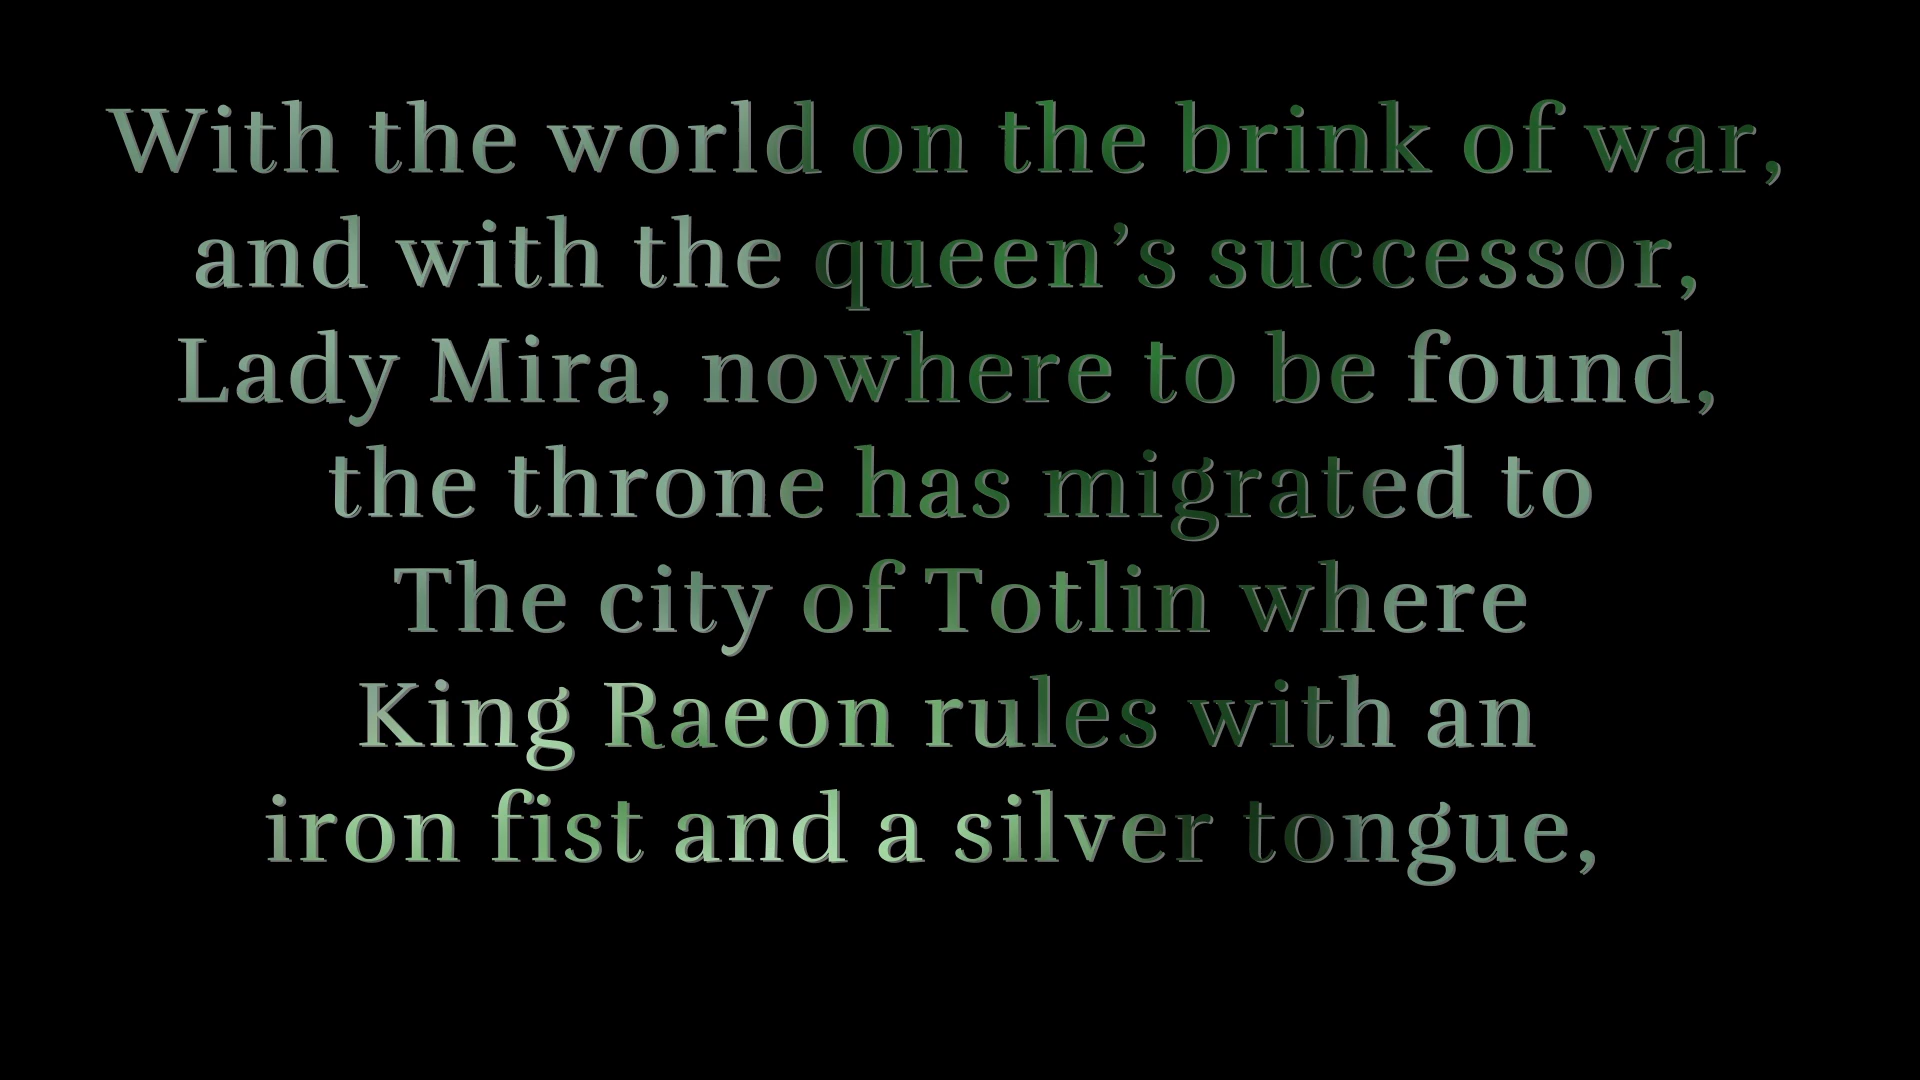 With the world on the brink of war,
and with the queen’s successor,
Lady Mira, nowhere to be found,
the throne has migrated to
The city of Totlin where
King Raeon rules with an
iron fist and a silver tongue,